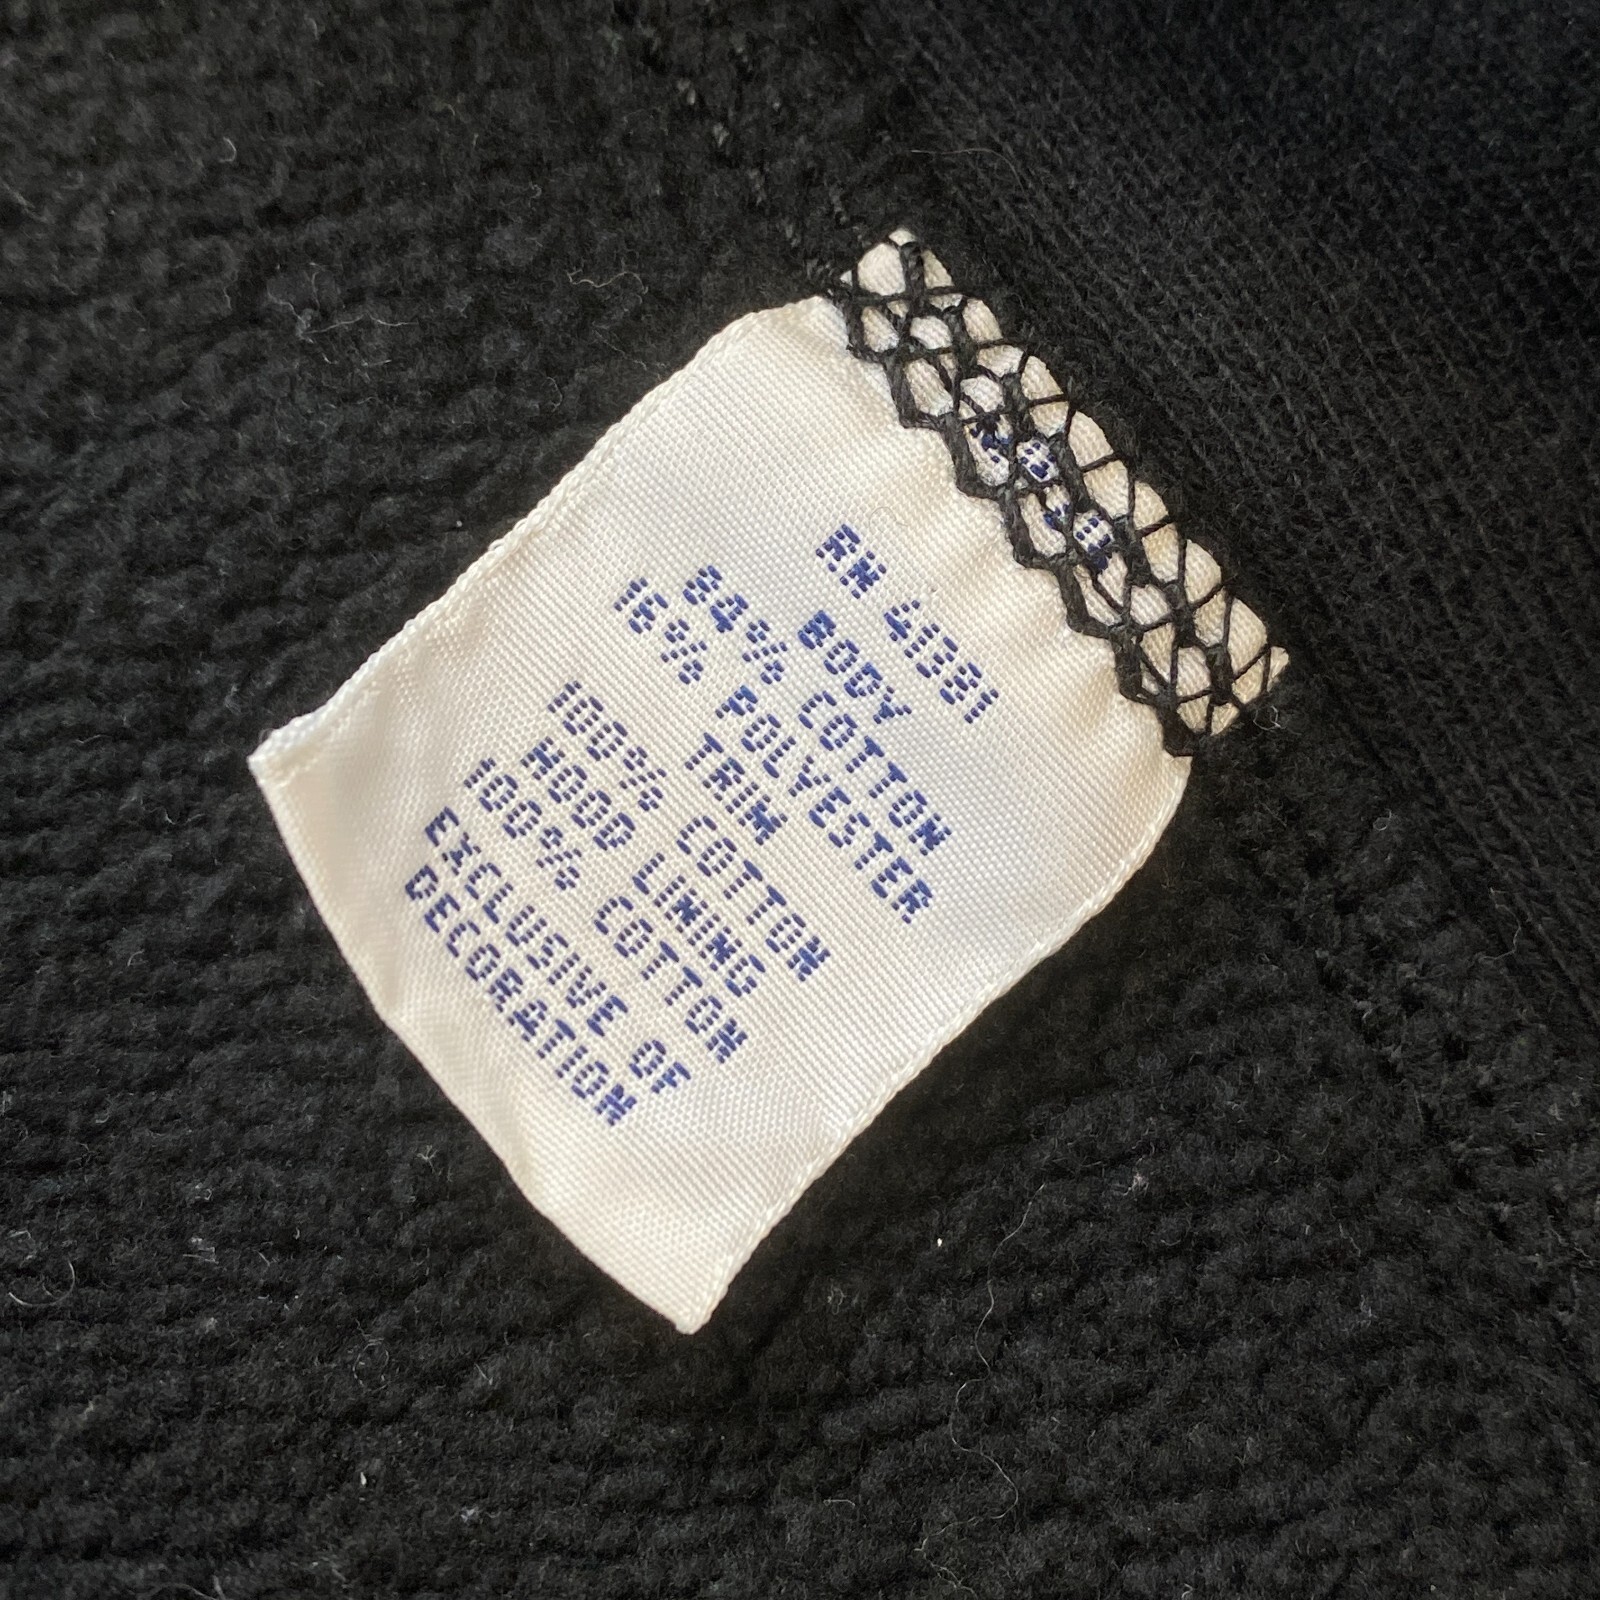 RN 41381
BODY
84% COTTON
16% POLYESTER
TRIM
100% COTTON
HOOD LINING
100% COTTON
EXCLUSIVE OF
DECORATION